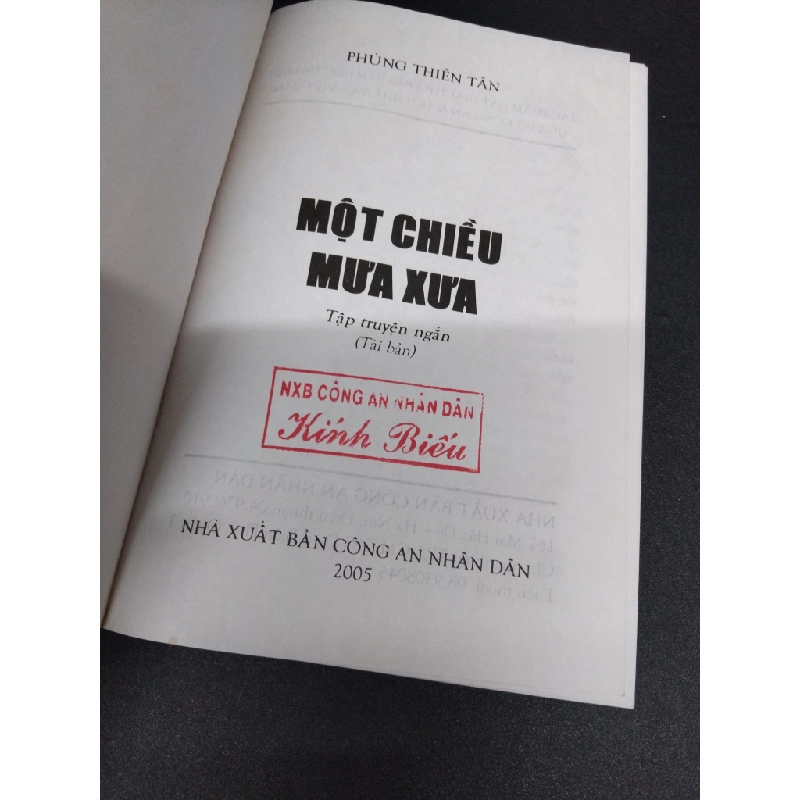 PHÙNG THIÊN TÂN
MỘT CHIỀU
MƯA XƯA
Tập truyện ngắn
(Tái bản)
NXB CÔNG AN NHÂN DÂN
Kính Biếu
NHÀ XUẤT BẢN CÔNG AN NHÂN DÂN
2005